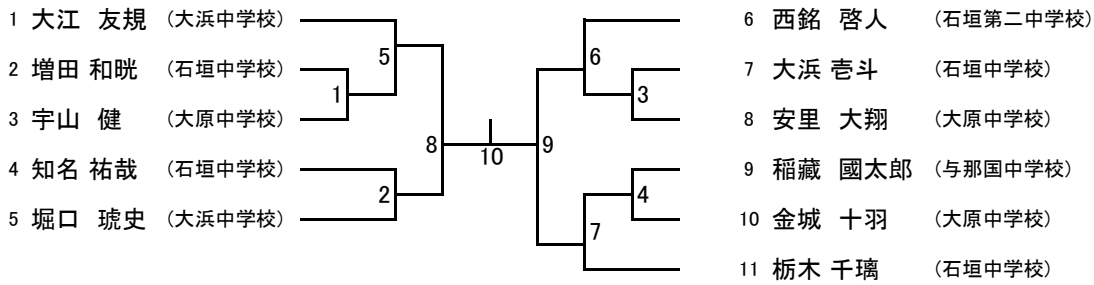 1 大江 友規 （大浜中学校）
2 増田 和晄 （石垣中学校）
3 宇山 健 （大原中学校）
4 知名 祐哉 （石垣中学校）
5 堀口 琥史 （大浜中学校）
5
1
8
2
10
9
6
3
4
7
6 西銘 啓人 （石垣第二中学校）
7 大浜 壱斗 （石垣中学校）
8 安里 大翔 （大原中学校）
9 稲蔵 國太郎 （与那国中学校）
10 金城 十羽 （大原中学校）
11 栃木 千璃 （石垣中学校）